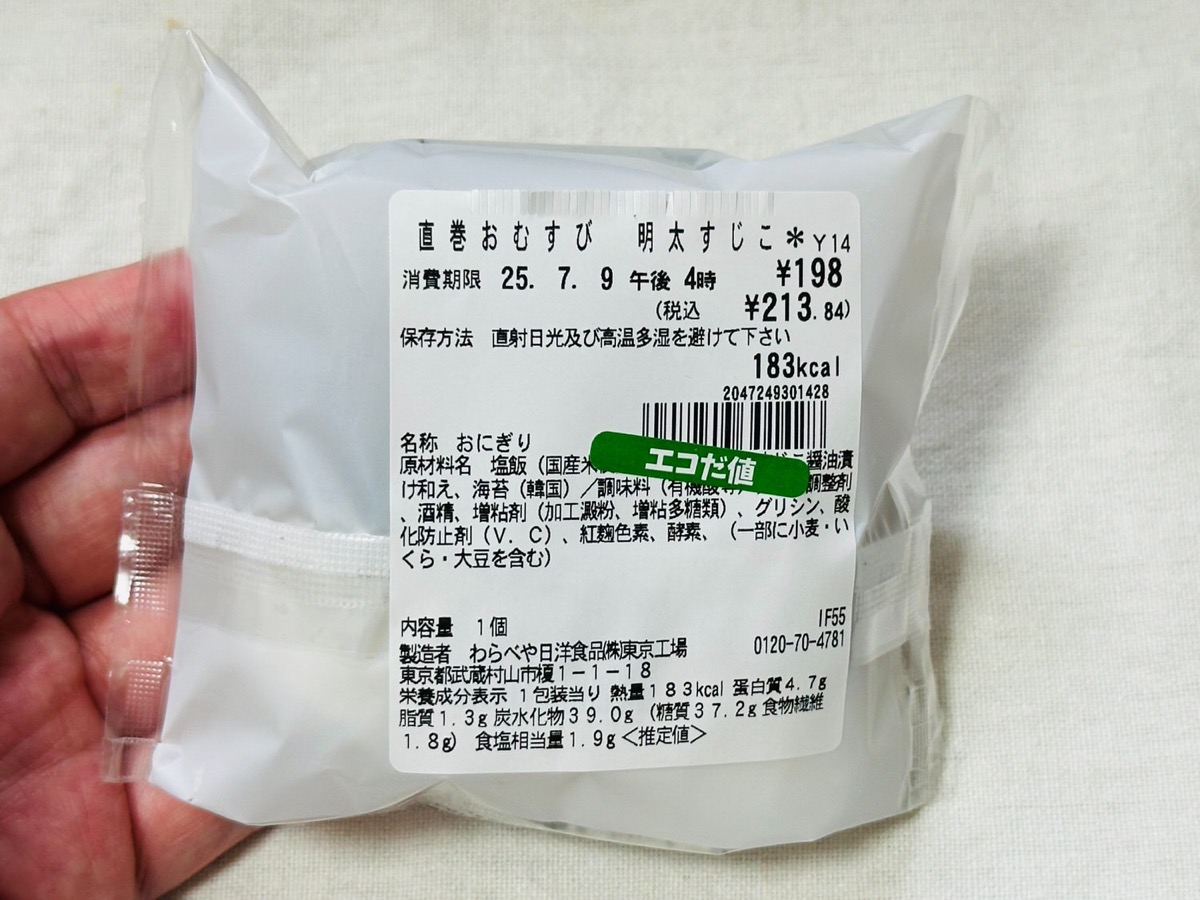 直巻おむすび 明太すじこ＊ Y14
消費期限 25. 7. 9 午後 4時 ¥198
(税込 ¥213.84)
保存方法 直射日光及び高温多湿を避けて下さい
183kcal
2047249301428
名称 おにぎり
エコだ値
原材料名 塩飯（国産米 醤油漬
け和え、海苔（韓国）／調味料（有機酸等） 調整剤
、酒精、増粘剤（加工澱粉、増粘多糖類）、グリシン、酸
化防止剤（V．C）、紅麹色素、酵素、（一部に小麦・い
くら・大豆を含む）
内容量 1個 IF55
製造者 わらべや日洋食品㈱東京工場 0120-70-4781
東京都武蔵村山市榎1－1－18
栄養成分表示 1包装当り 熱量183kcal 蛋白質4.7g
脂質1.3g 炭水化物39.0g （糖質37.2g 食物繊維
1.8g） 食塩相当量1.9g＜推定値＞